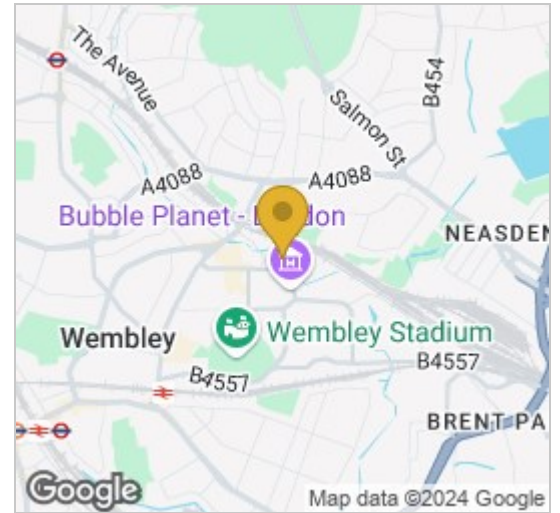 The Avenue
B454
Salmon St
A4088
A4088
Bubble Planet - L don
NEASDEN
Wembley Stadium
Wembley
B4557
B4557
BRENT PA
Google
Map data ©2024 Google